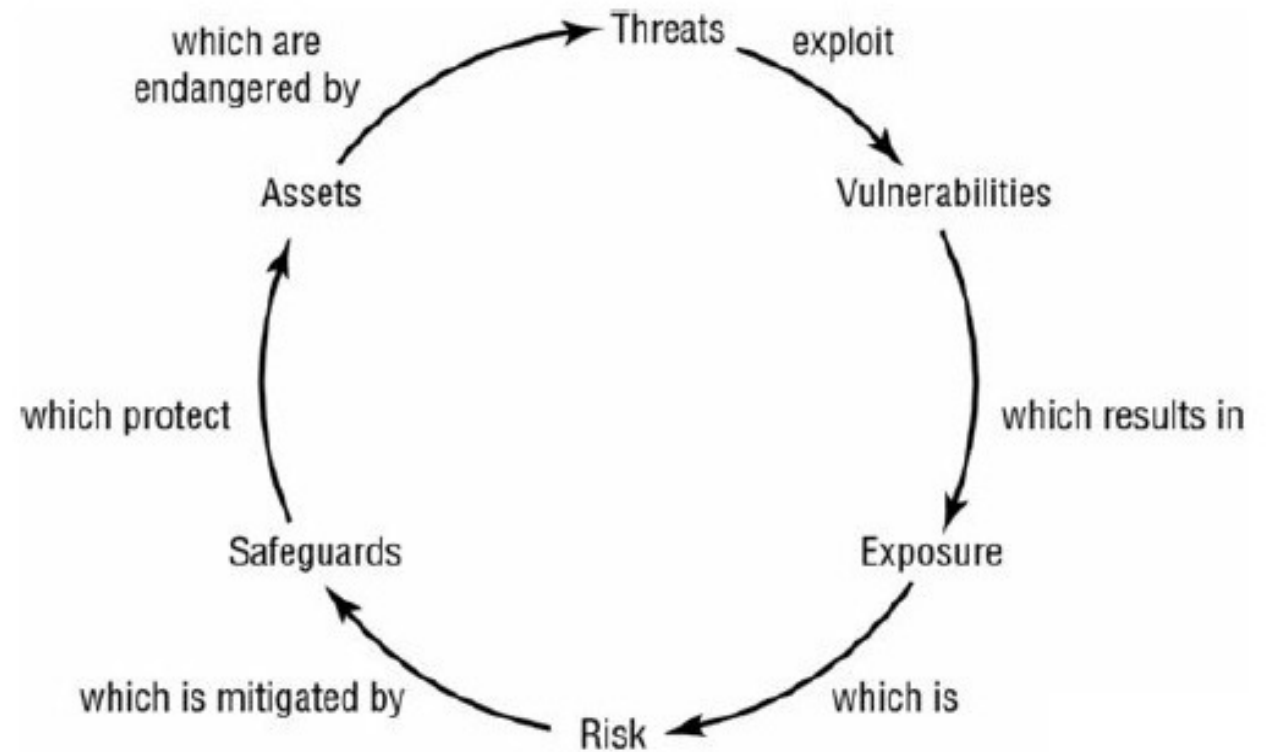 which are
endangered by
Threats
exploit
Assets
Vulnerabilities
which protect
which results in
Safeguards
Exposure
which is mitigated by
which is
Risk